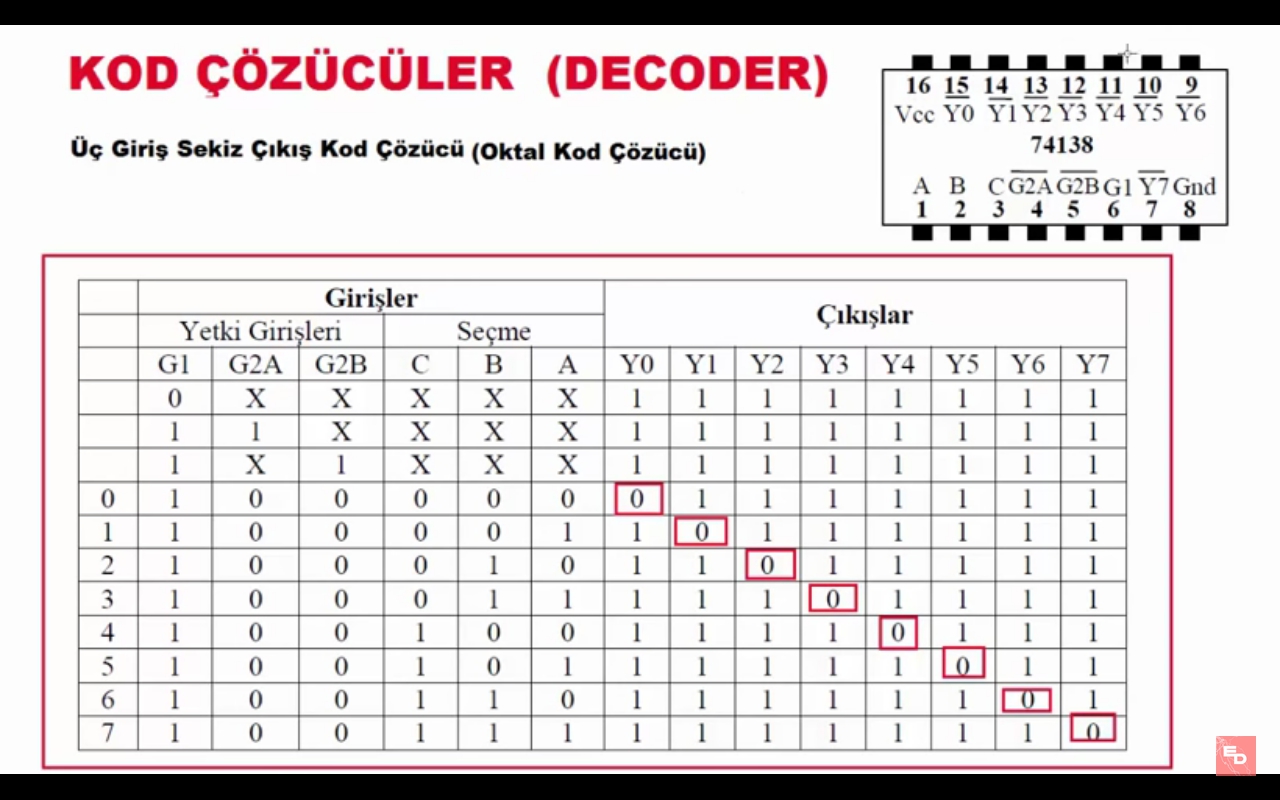 KOD ÇÖZÜCÜLER (DECODER)
Üç Giriş Sekiz Çıkış Kod Çözücü (Oktal Kod Çözücü)
16 15 14 13 12 11 10 9
Vcc Y0 Y1 Y2 Y3 Y4 Y5 Y6
74138
A B C G2A G2B G1 Y7 Gnd
1 2 3 4 5 6 7 8
Girişler Çıkışlar
Yetki Girişleri Seçme
G1 G2A G2B C B A Y0 Y1 Y2 Y3 Y4 Y5 Y6 Y7
0 X X X X X 1 1 1 1 1 1 1 1
1 1 X X X X 1 1 1 1 1 1 1 1
1 X 1 X X X 1 1 1 1 1 1 1 1
0 1 0 0 0 0 0 0 1 1 1 1 1 1 1
1 1 0 0 0 0 1 1 0 1 1 1 1 1 1
2 1 0 0 0 1 0 1 1 0 1 1 1 1 1
3 1 0 0 0 1 1 1 1 1 0 1 1 1 1
4 1 0 0 1 0 0 1 1 1 1 0 1 1 1
5 1 0 0 1 0 1 1 1 1 1 1 0 1 1
6 1 0 0 1 1 0 1 1 1 1 1 1 0 1
7 1 0 0 1 1 1 1 1 1 1 1 1 1 0
ED